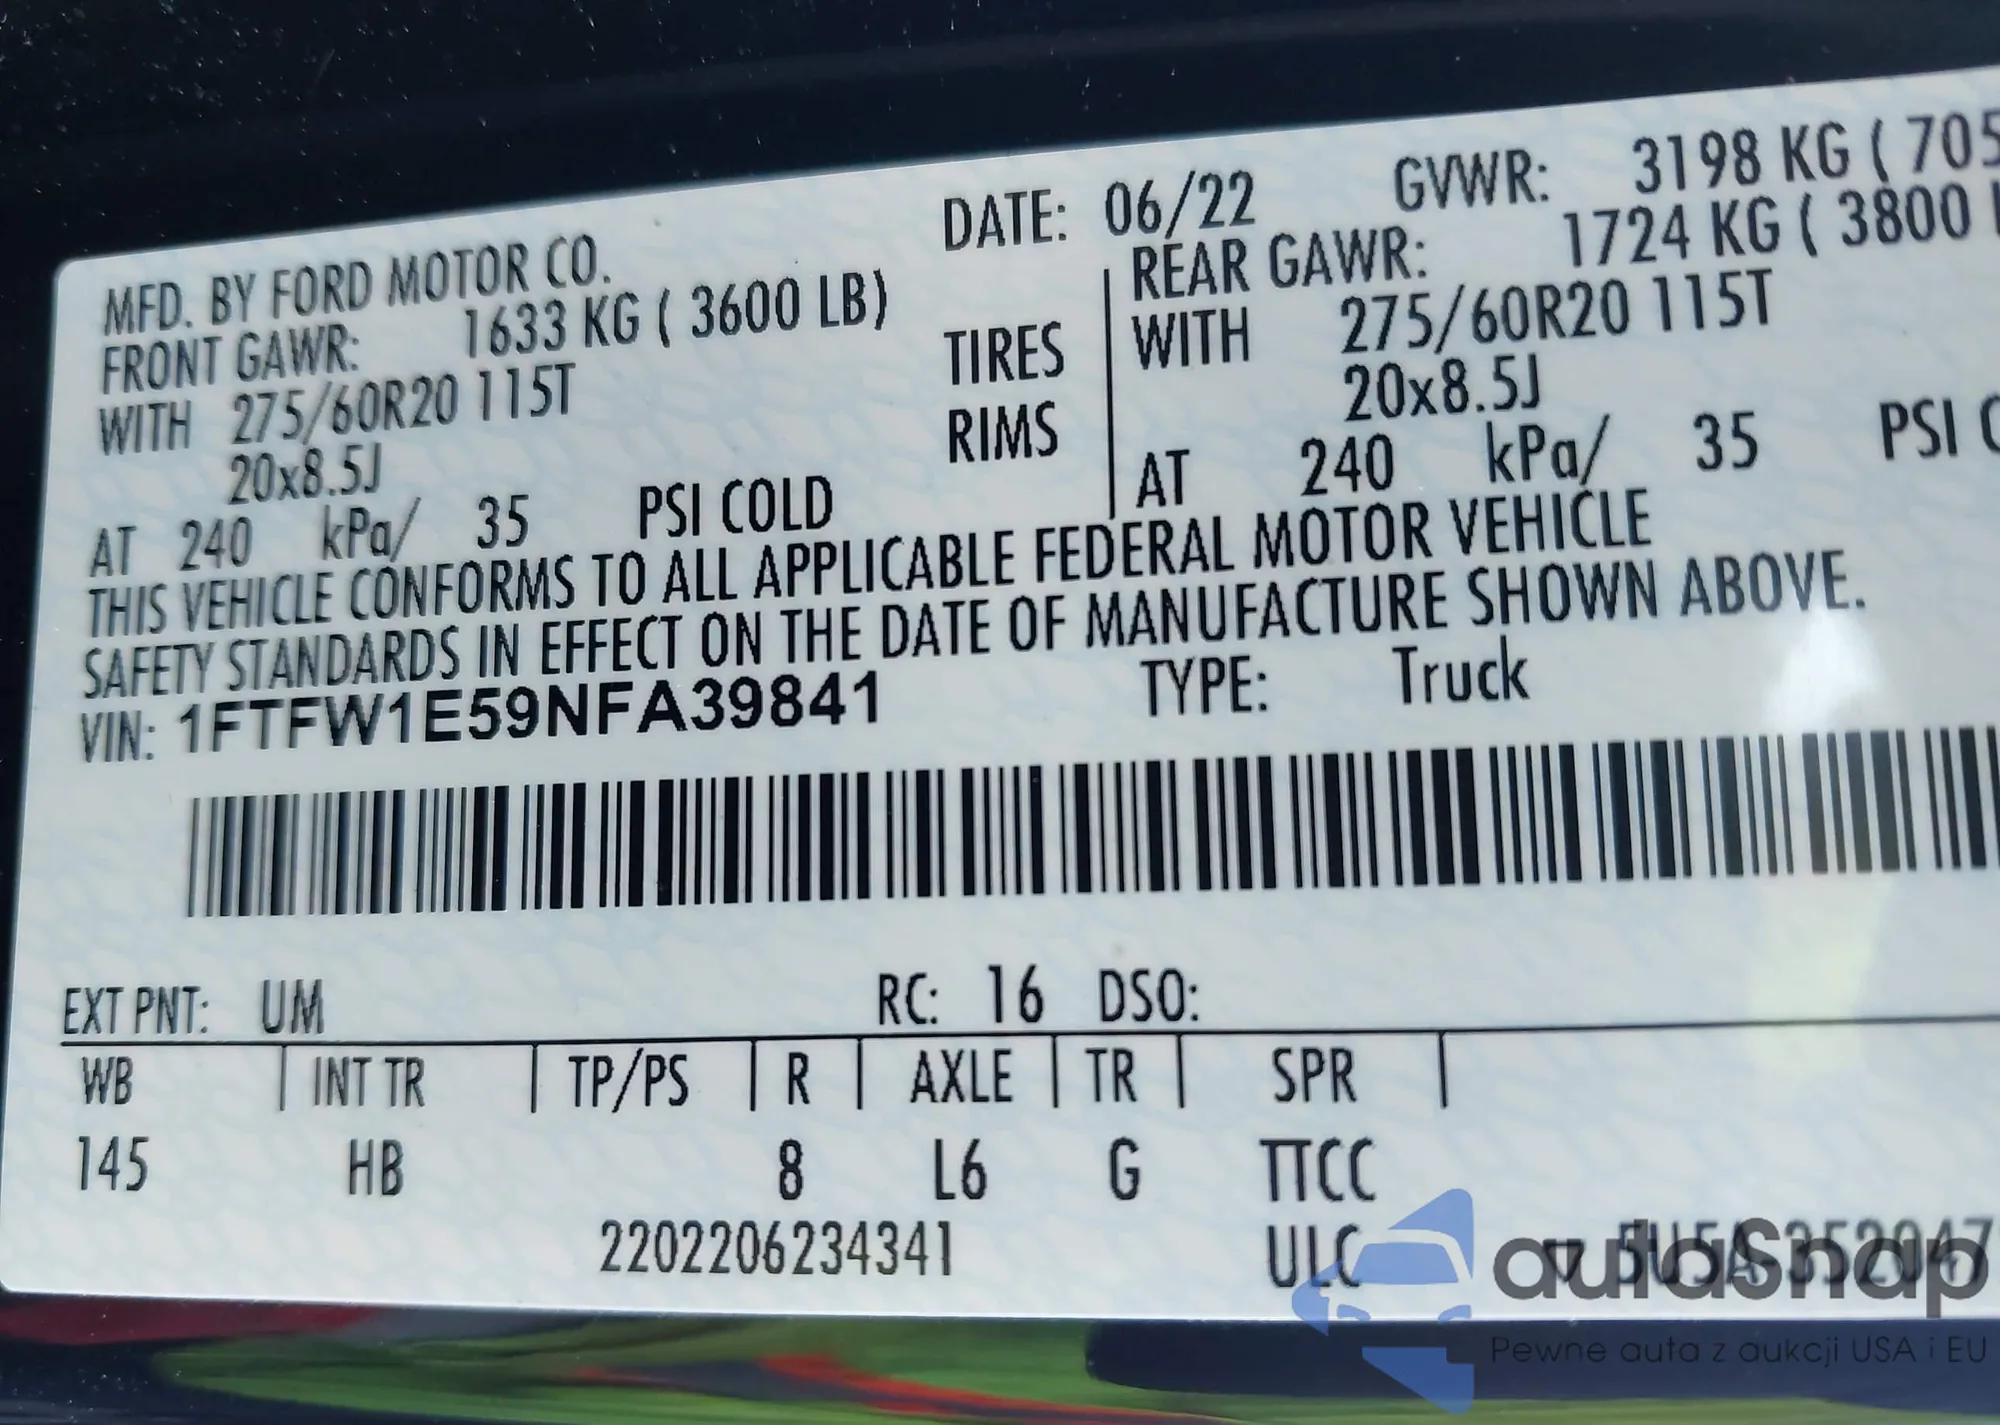 MFD. BY FORD MOTOR CO. DATE: 06/22 GVWR: 3198 KG ( 705
FRONT GAWR: 1633 KG ( 3600 LB) REAR GAWR: 1724 KG ( 3800
WITH 275/60R20 115T TIRES WITH 275/60R20 115T
20x8.5J RIMS 20x8.5J
AT 240 kPa/ 35 PSI COLD AT 240 kPa/ 35 PSI C
THIS VEHICLE CONFORMS TO ALL APPLICABLE FEDERAL MOTOR VEHICLE
SAFETY STANDARDS IN EFFECT ON THE DATE OF MANUFACTURE SHOWN ABOVE.
VIN: 1FTFW1E59NFA39841 TYPE: Truck
EXT PNT: UM RC: 16 DSO:
WB INT TR TP/PS R AXLE TR SPR
145 HB 8 L6 G TTCC
2202206234341 ULC
autoSnap
Pewne auta z aukcji USA i EU